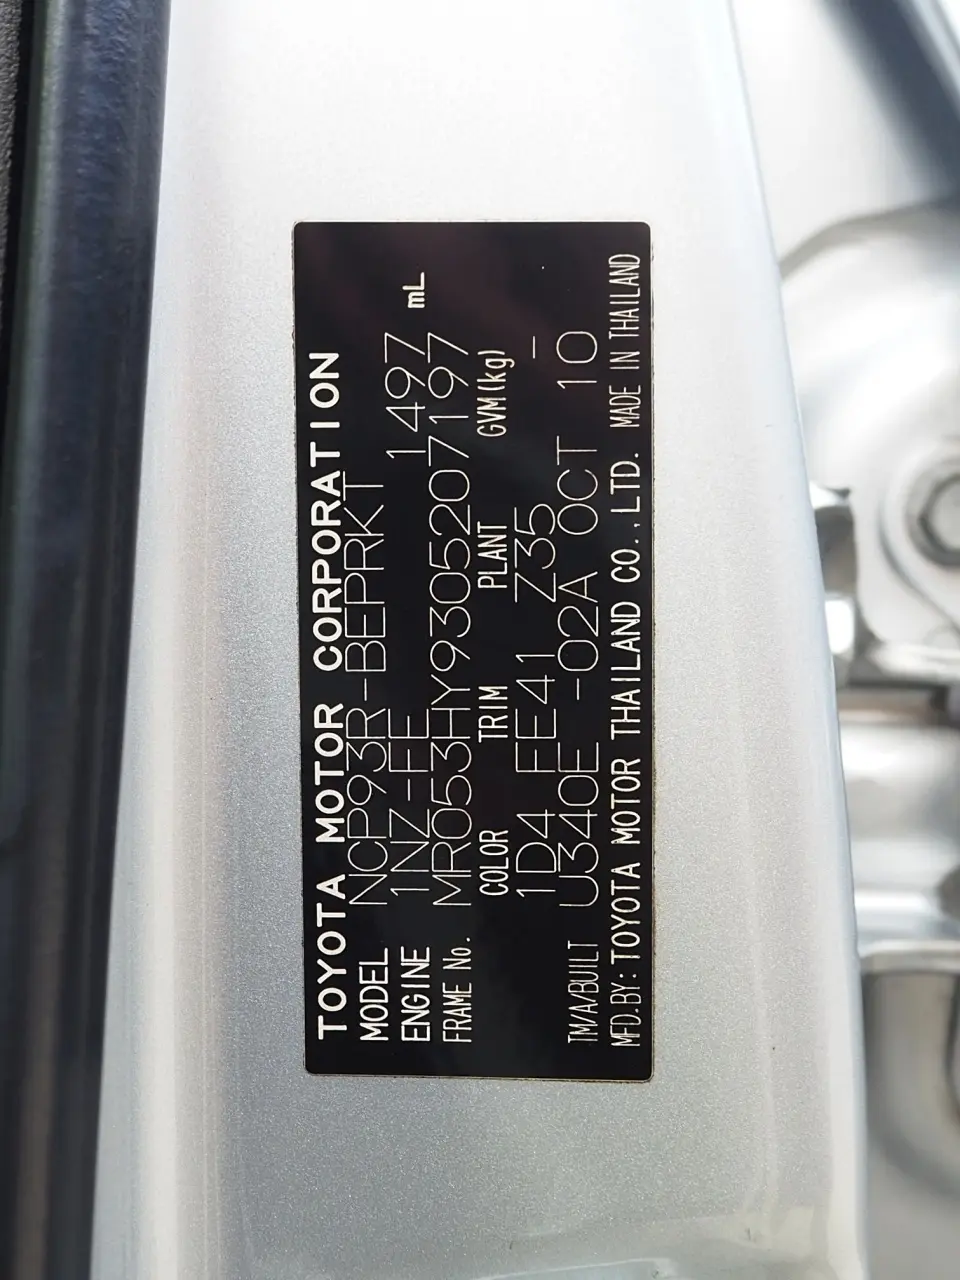 TOYOTA MOTOR CORPORATION
MODEL NCP93R-BEPRKT
ENGINE 1NZ-FE 1497 mL
FRAME No. MR053HY9305207197
COLOR TRIM PLANT GVM(kg)
1D4 FE41 Z35 -
TM/A/BUILT U340E -02A OCT 10
MFD.BY: TOYOTA MOTOR THAILAND CO.,LTD. MADE IN THAILAND